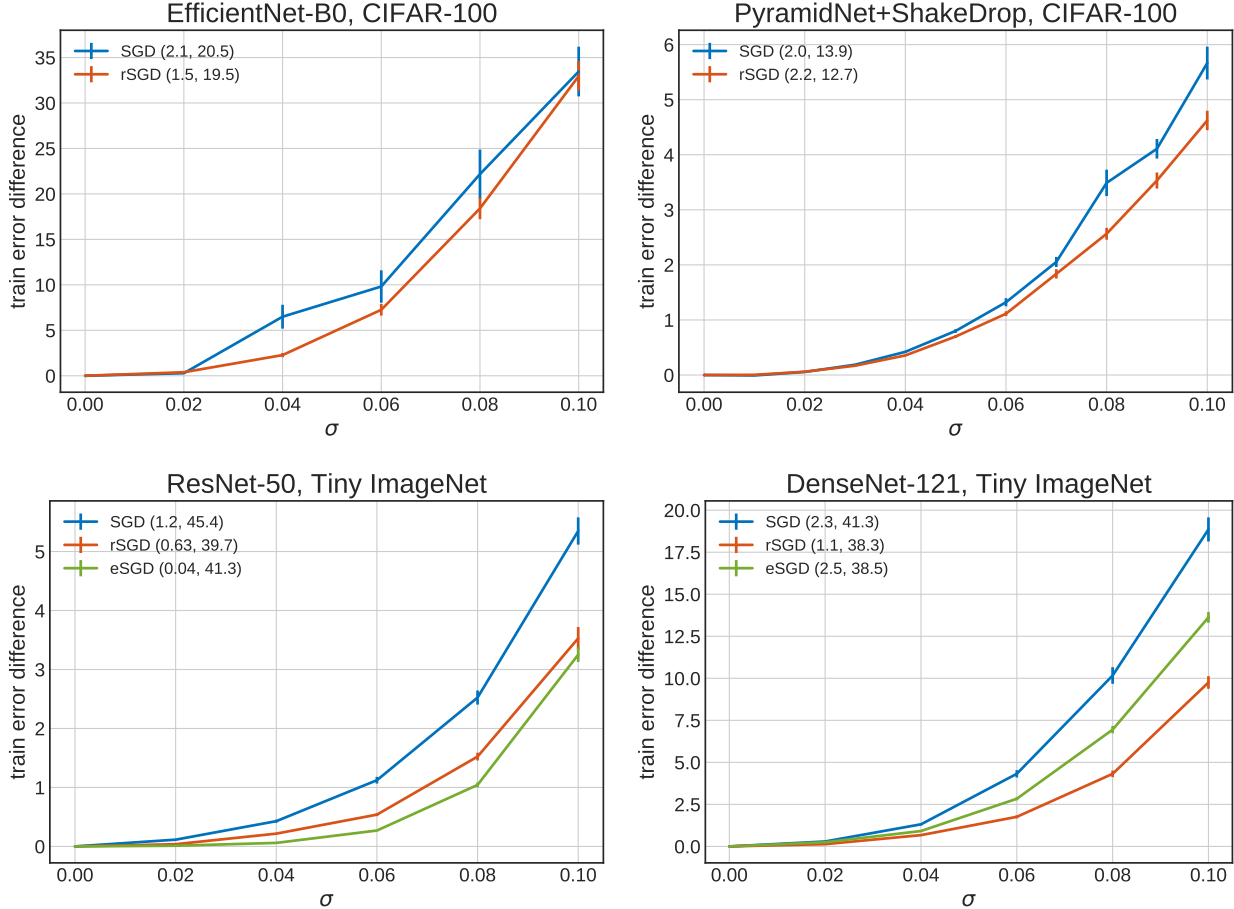 EfficientNet-B0, CIFAR-100
SGD (2.1, 20.5)
rSGD (1.5, 19.5)
train error difference
35
30
25
20
15
10
5
0
0.00 0.02 0.04 0.06 0.08 0.10
σ
PyramidNet+ShakeDrop, CIFAR-100
SGD (2.0, 13.9)
rSGD (2.2, 12.7)
train error difference
6
5
4
3
2
1
0
0.00 0.02 0.04 0.06 0.08 0.10
σ
ResNet-50, Tiny ImageNet
SGD (1.2, 45.4)
rSGD (0.63, 39.7)
eSGD (0.04, 41.3)
train error difference
5
4
3
2
1
0
0.00 0.02 0.04 0.06 0.08 0.10
σ
DenseNet-121, Tiny ImageNet
SGD (2.3, 41.3)
rSGD (1.1, 38.3)
eSGD (2.5, 38.5)
train error difference
20.0
17.5
15.0
12.5
10.0
7.5
5.0
2.5
0.0
0.00 0.02 0.04 0.06 0.08 0.10
σ